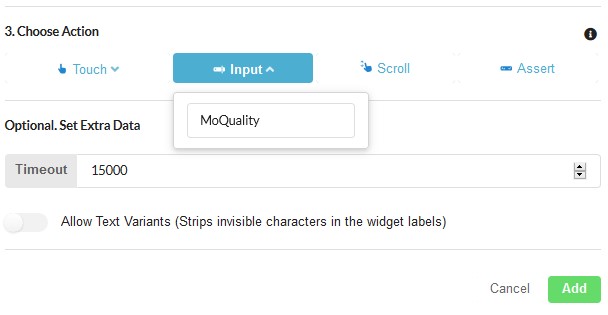 3. Choose Action
Touch Input Scroll Assert
MoQuality
Optional. Set Extra Data
Timeout 15000
Allow Text Variants (Strips invisible characters in the widget labels)
Cancel Add